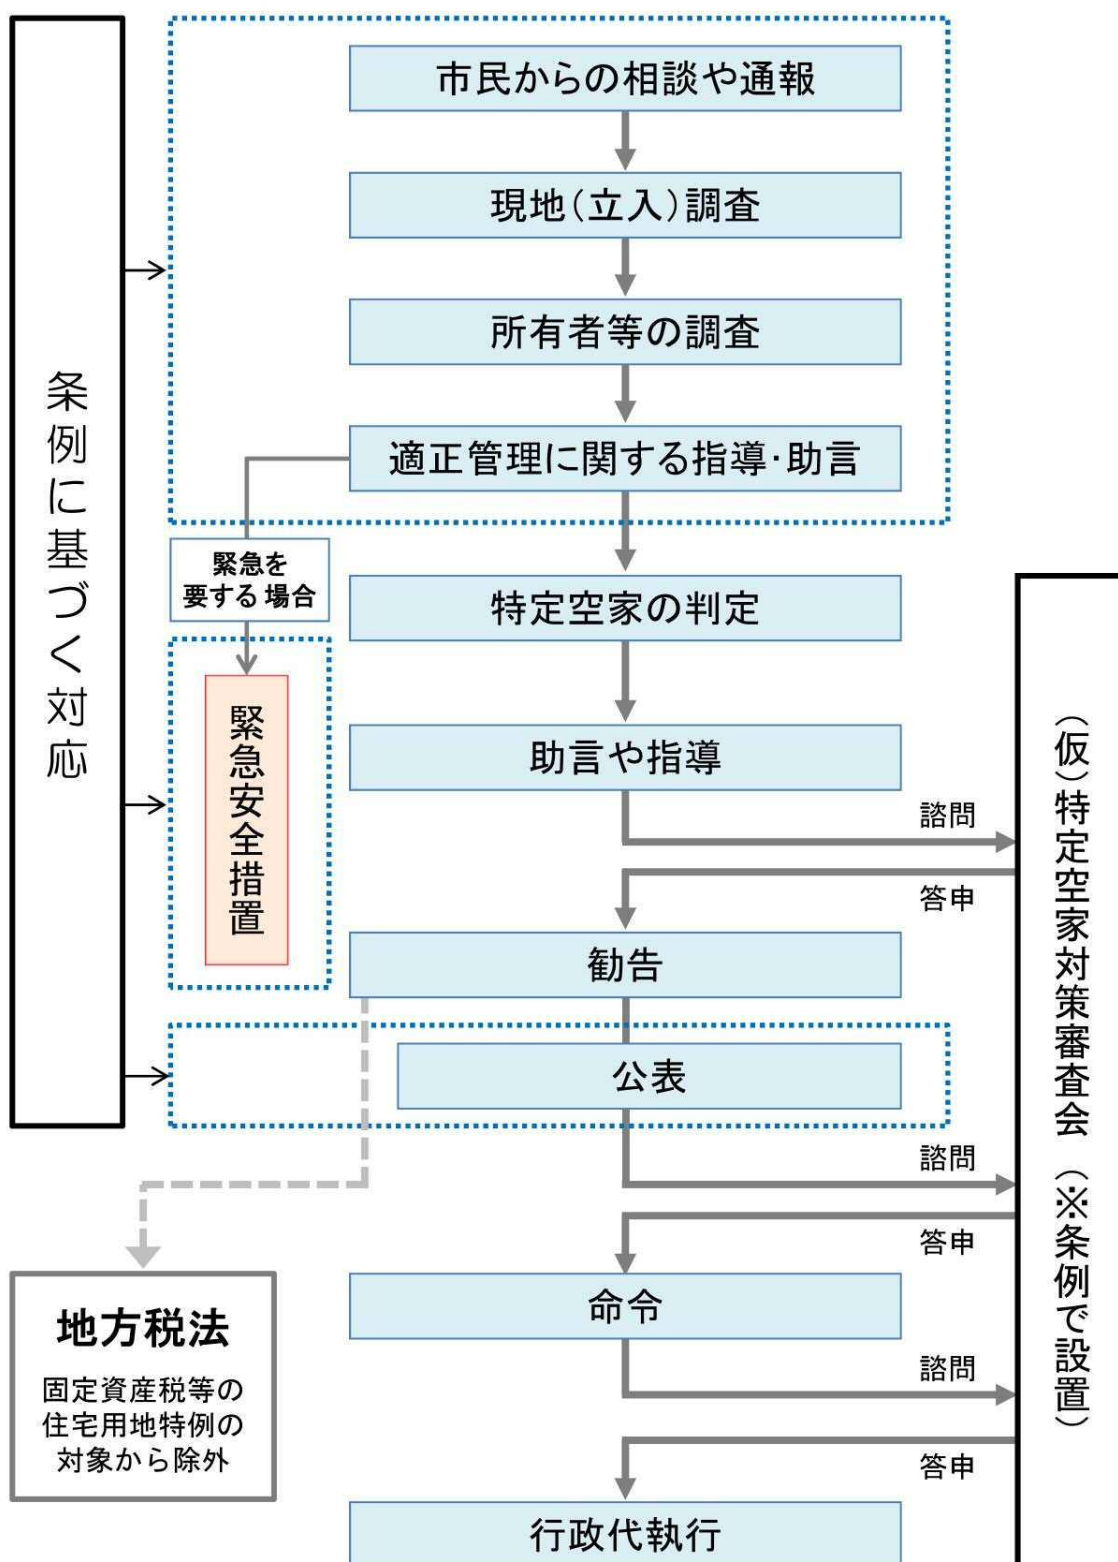 条例に基づく対応
市民からの相談や通報
現地(立入)調査
所有者等の調査
適正管理に関する指導・助言
緊急を
要する場合
緊急安全措置
特定空家の判定
助言や指導
諮問
答申
勧告
公表
諮問
答申
命令
諮問
答申
行政代執行
(仮)特定空家対策審査会 (※条例で設置)
地方税法
固定資産税等の
住宅用地特例の
対象から除外